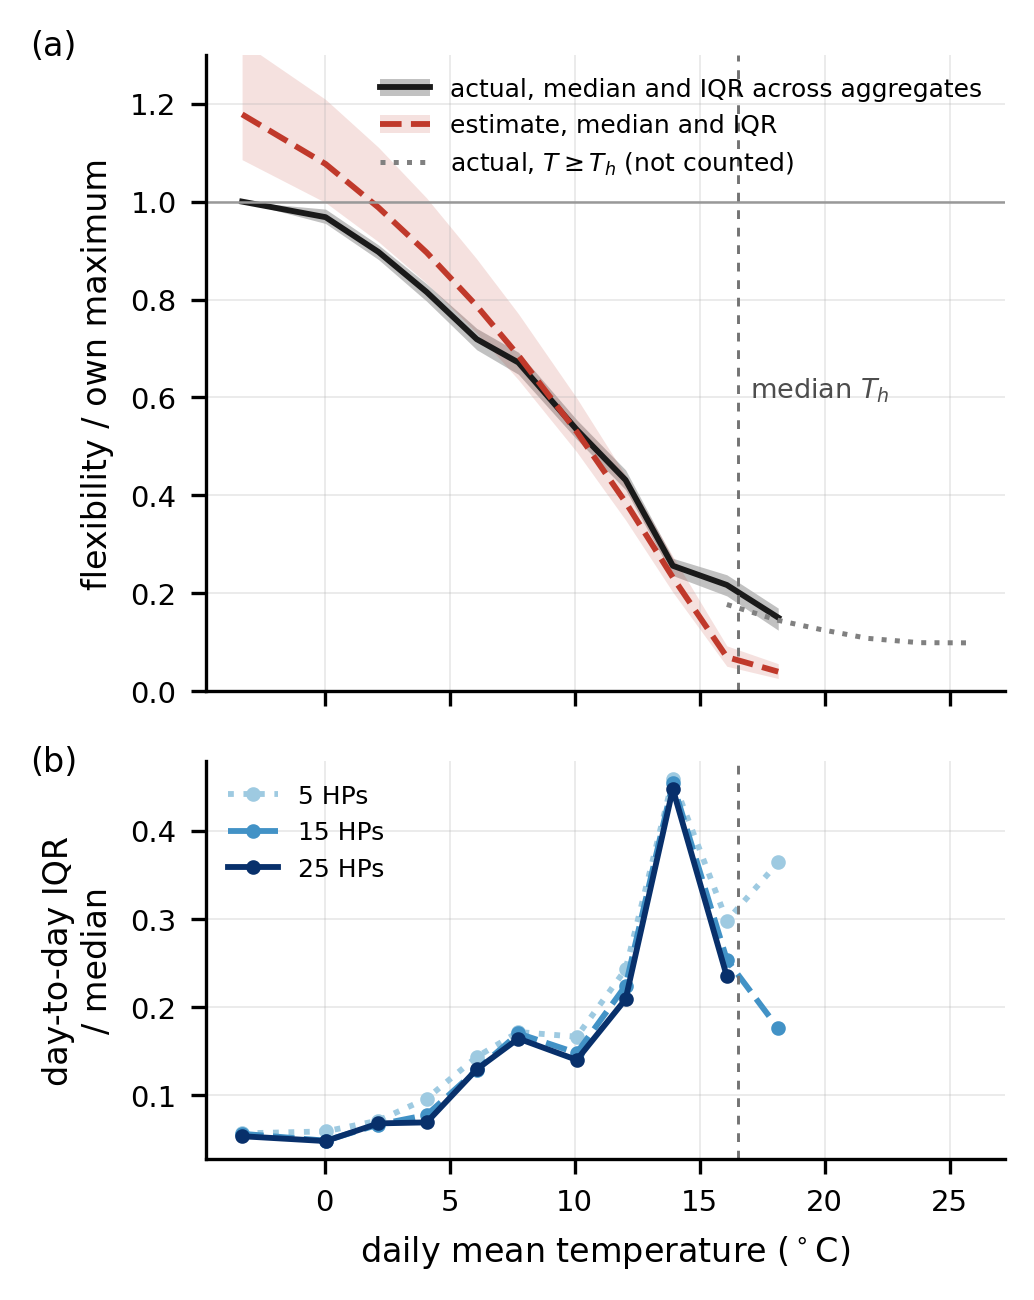 (a)
flexibility / own maximum
1.2
1.0
0.8
0.6
0.4
0.2
0.0
actual, median and IQR across aggregates
estimate, median and IQR
actual, T ≥ Tₕ (not counted)
median Tₕ
(b)
day-to-day IQR
/ median
0.4
0.3
0.2
0.1
5 HPs
15 HPs
25 HPs
0 5 10 15 20 25
daily mean temperature (°C)